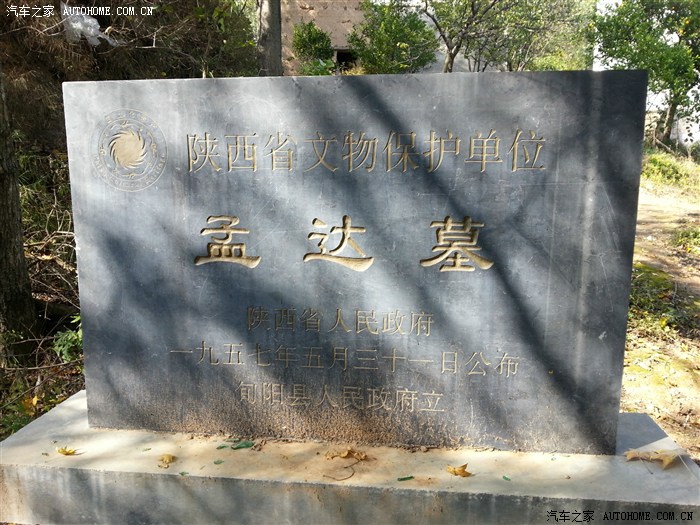 汽车之家 AUTOHOME.COM.CN
陕西省文物保护单位
孟达墓
陕西省人民政府
一九五七年五月三十一日公布
旬阳县人民政府立
汽车之家 AUTOHOME.COM.CN